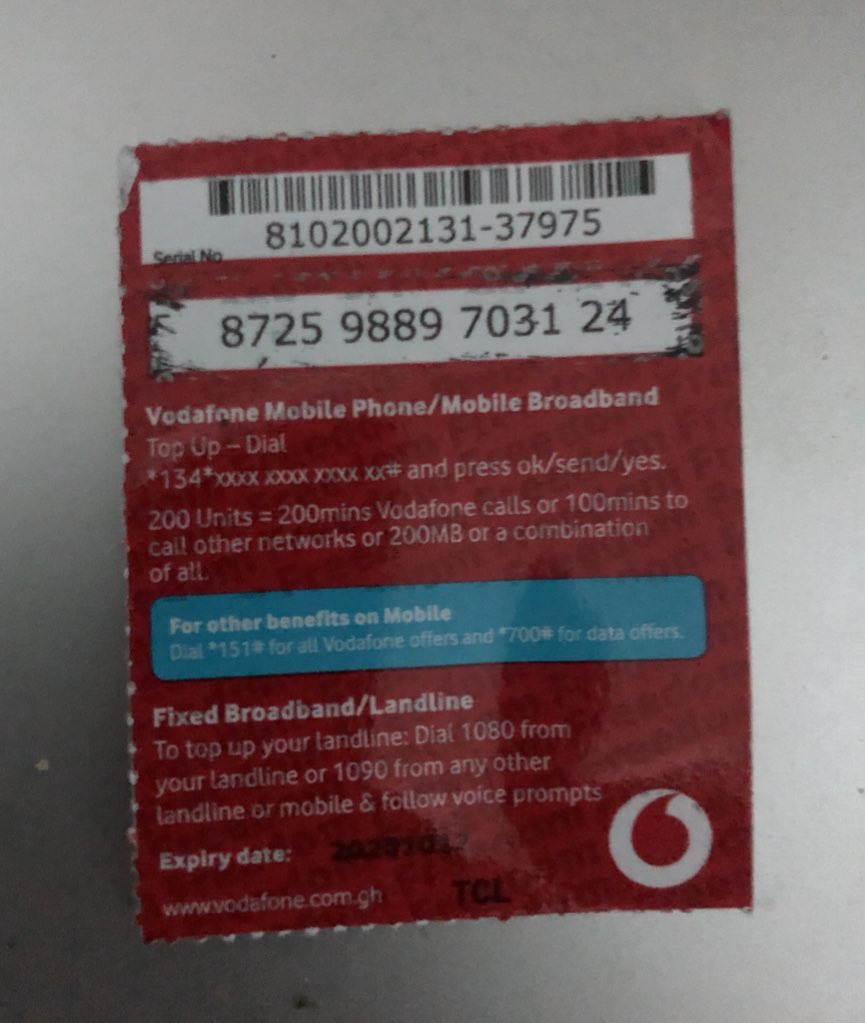 8102002131-37975
Serial No
8725 9889 7031 24
Vodafone Mobile Phone/Mobile Broadband
Top Up – Dial
*134*xxxx xxxx xxxx xx# and press ok/send/yes.
200 Units = 200mins Vodafone calls or 100mins to
call other networks or 200MB or a combination
of all.
For other benefits on Mobile
Dial *151# for all Vodafone offers and *700# for data offers.
Fixed Broadband/Landline
To top up your landline: Dial 1080 from
your landline or 1090 from any other
landline or mobile & follow voice prompts
Expiry date:
www.vodafone.com.gh TCL